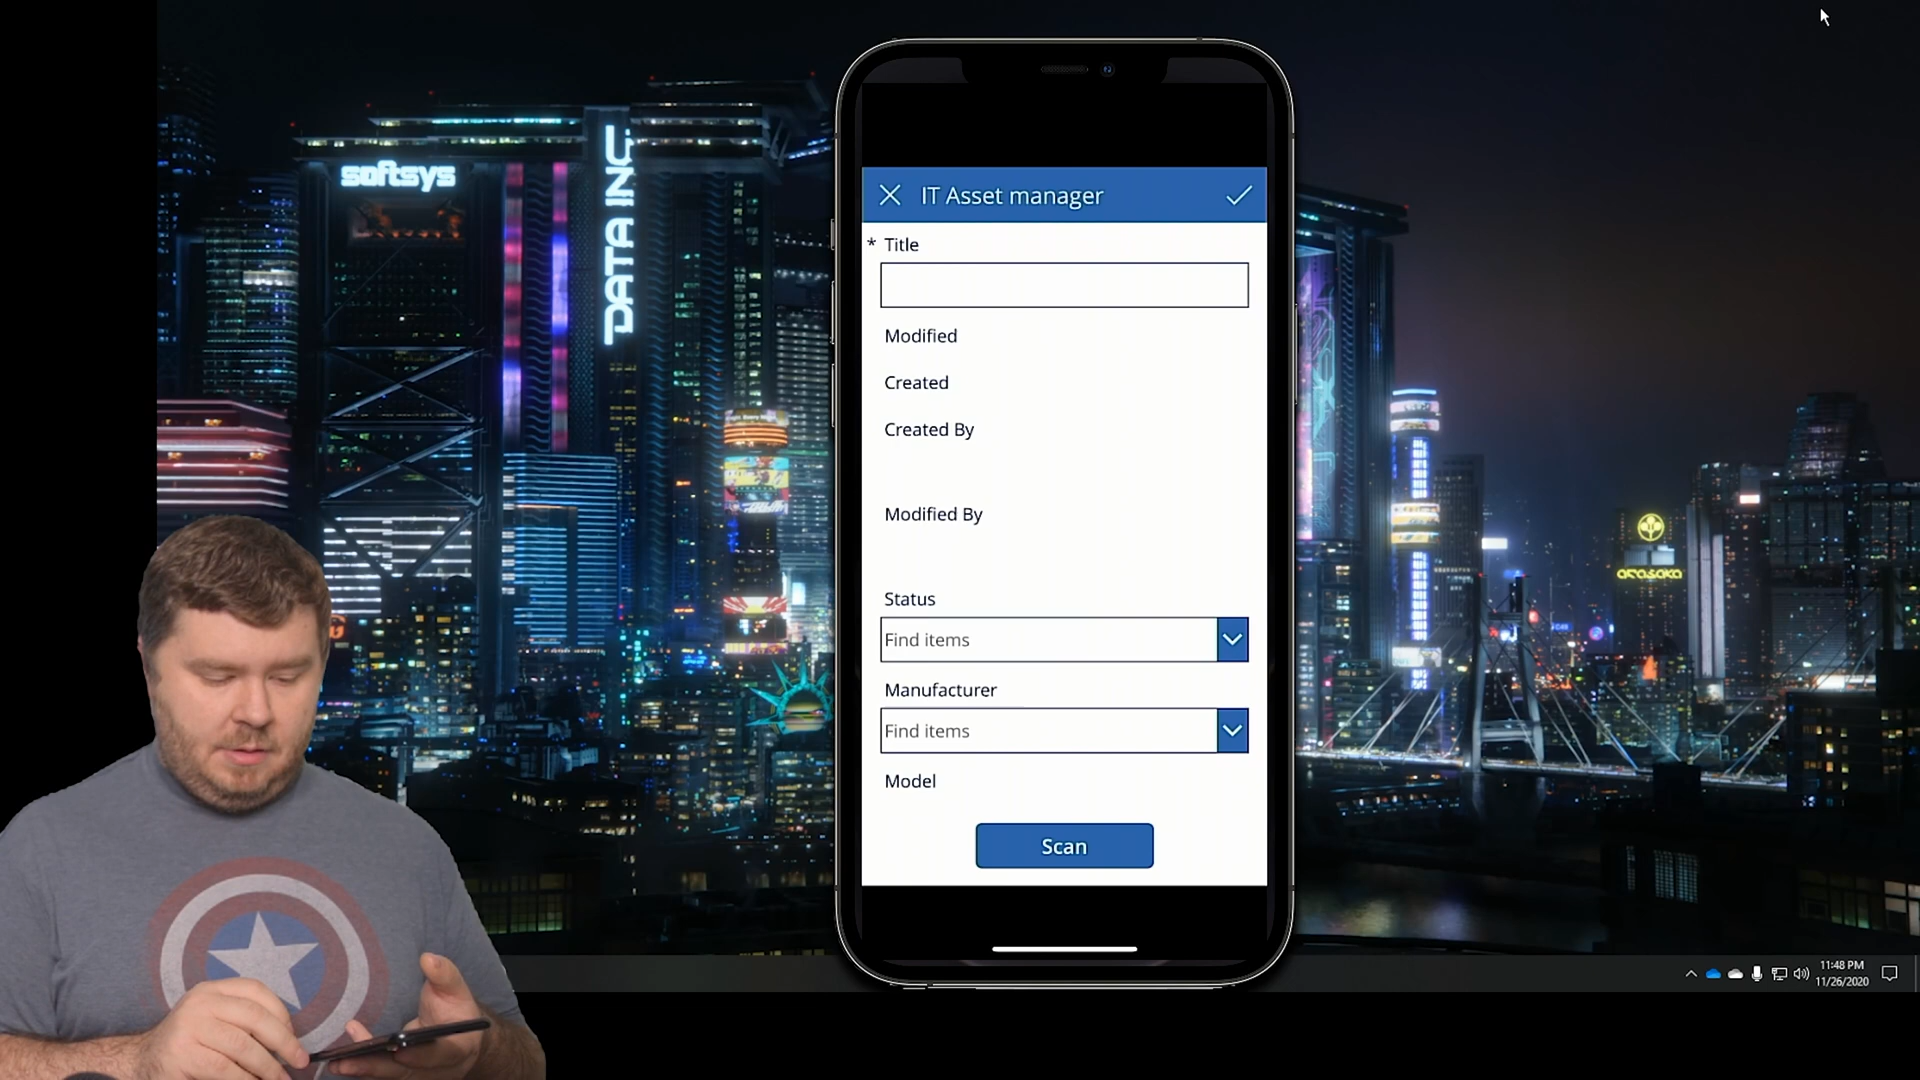 softsys
DATA INC
IT Asset manager
* Title
Modified
Created
Created By
Modified By
Status
Find items
Manufacturer
Find items
Model
Scan
arasaka
11:48 PM
11/26/2020